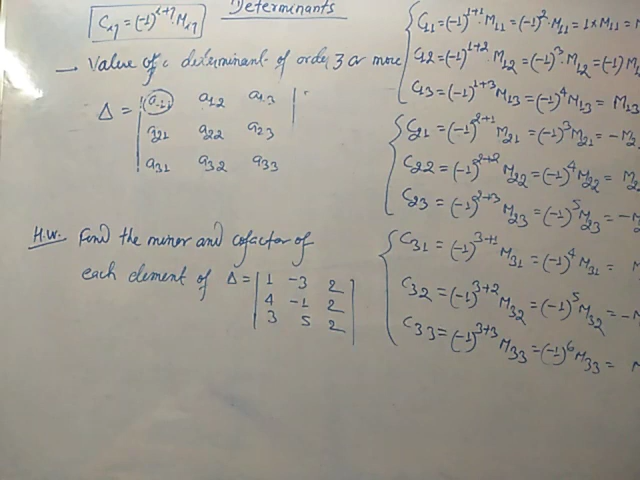 Determinants
Cᵢⱼ = (-1)ⁱ⁺ʲ Mᵢⱼ
→ Value of a determinant of order 3 or more
Δ = | a₁₁ a₁₂ a₁₃ |
a₂₁ a₂₂ a₂₃
a₃₁ a₃₂ a₃₃
H.W. Find the minor and cofactor of
each element of Δ = | 1 -3 2 |
4 -1 2
3 5 2
C₁₁ = (-1)¹⁺¹ M₁₁ = (-1)² M₁₁ = 1×M₁₁ =
C₁₂ = (-1)¹⁺² M₁₂ = (-1)³ M₁₂ = (-1)
C₁₃ = (-1)¹⁺³ M₁₃ = (-1)⁴ M₁₃ = M₁₃
C₂₁ = (-1)²⁺¹ M₂₁ = (-1)³ M₂₁ = -M₂
C₂₂ = (-1)²⁺² M₂₂ = (-1)⁴ M₂₂ = M₂
C₂₃ = (-1)²⁺³ M₂₃ = (-1)⁵ M₂₃ = -M₂
C₃₁ = (-1)³⁺¹ M₃₁ = (-1)⁴ M₃₁ =
C₃₂ = (-1)³⁺² M₃₂ = (-1)⁵ M₃₂ = -M
C₃₃ = (-1)³⁺³ M₃₃ = (-1)⁶ M₃₃ =